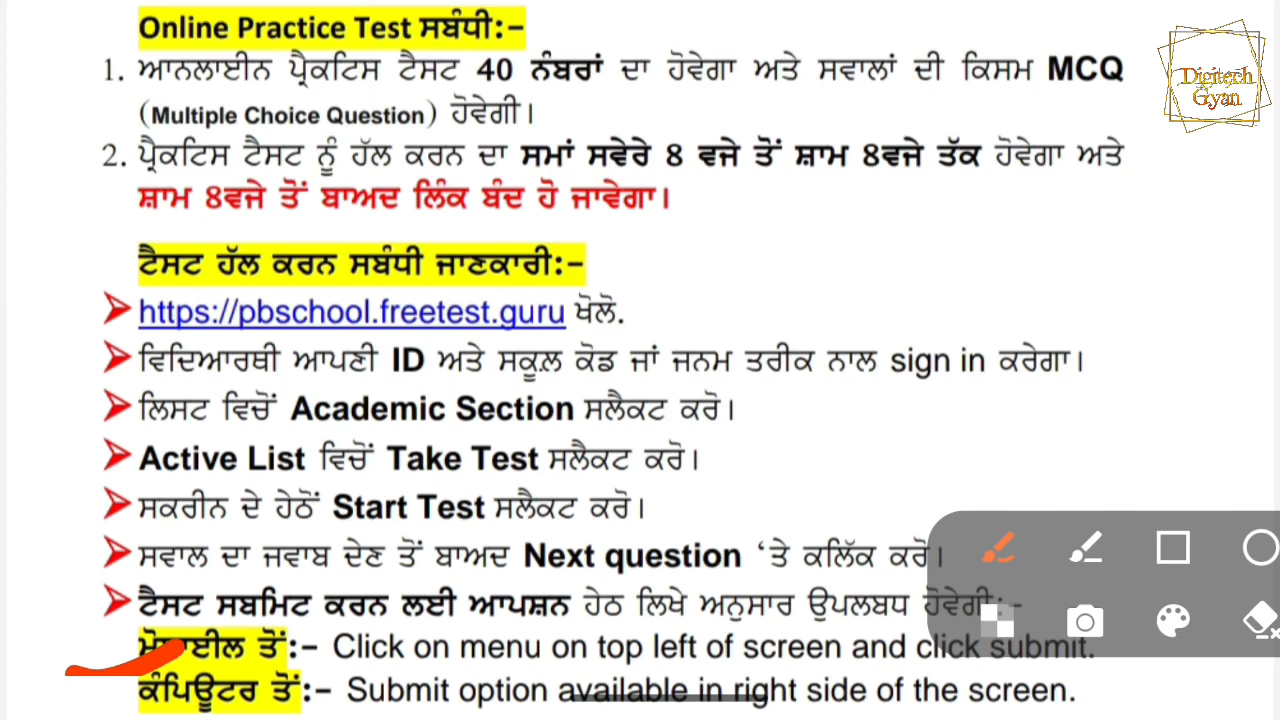 Online Practice Test ਸਬੰਧੀ:-
Digitech
Gyan
1. ਆਨਲਾਈਨ ਪ੍ਰੈਕਟਿਸ ਟੈਸਟ 40 ਨੰਬਰਾਂ ਦਾ ਹੋਵੇਗਾ ਅਤੇ ਸਵਾਲਾਂ ਦੀ ਕਿਸਮ MCQ
(Multiple Choice Question) ਹੋਵੇਗੀ।
2. ਪ੍ਰੈਕਟਿਸ ਟੈਸਟ ਨੂੰ ਹੱਲ ਕਰਨ ਦਾ ਸਮਾਂ ਸਵੇਰੇ 8 ਵਜੇ ਤੋਂ ਸ਼ਾਮ 8ਵਜੇ ਤੱਕ ਹੋਵੇਗਾ ਅਤੇ
ਸ਼ਾਮ 8ਵਜੇ ਤੋਂ ਬਾਅਦ ਲਿੰਕ ਬੰਦ ਹੋ ਜਾਵੇਗਾ।
ਟੈਸਟ ਹੱਲ ਕਰਨ ਸਬੰਧੀ ਜਾਣਕਾਰੀ:-
➢ https://pbschool.freetest.guru ਖੋਲੋ.
➢ ਵਿਦਿਆਰਥੀ ਆਪਣੀ ID ਅਤੇ ਸਕੂਲ ਕੋਡ ਜਾਂ ਜਨਮ ਤਰੀਕ ਨਾਲ sign in ਕਰੇਗਾ।
➢ ਲਿਸਟ ਵਿਚੋਂ Academic Section ਸਲੈਕਟ ਕਰੋ।
➢ Active List ਵਿਚੋਂ Take Test ਸਲੈਕਟ ਕਰੋ।
➢ ਸਕਰੀਨ ਦੇ ਹੇਠੋਂ Start Test ਸਲੈਕਟ ਕਰੋ।
➢ ਸਵਾਲ ਦਾ ਜਵਾਬ ਦੇਣ ਤੋਂ ਬਾਅਦ Next question ‘ਤੇ ਕਲਿੱਕ ਕਰੋ।
➢ ਟੈਸਟ ਸਬਮਿਟ ਕਰਨ ਲਈ ਆਪਸ਼ਨ ਹੇਠ ਲਿਖੇ ਅਨੁਸਾਰ ਉਪਲਬਧ ਹੋਵੇਗੀ:-
ਮੋਬਾਈਲ ਤੋਂ:- Click on menu on top left of screen and click submit.
ਕੰਪਿਊਟਰ ਤੋਂ:- Submit option available in right side of the screen.